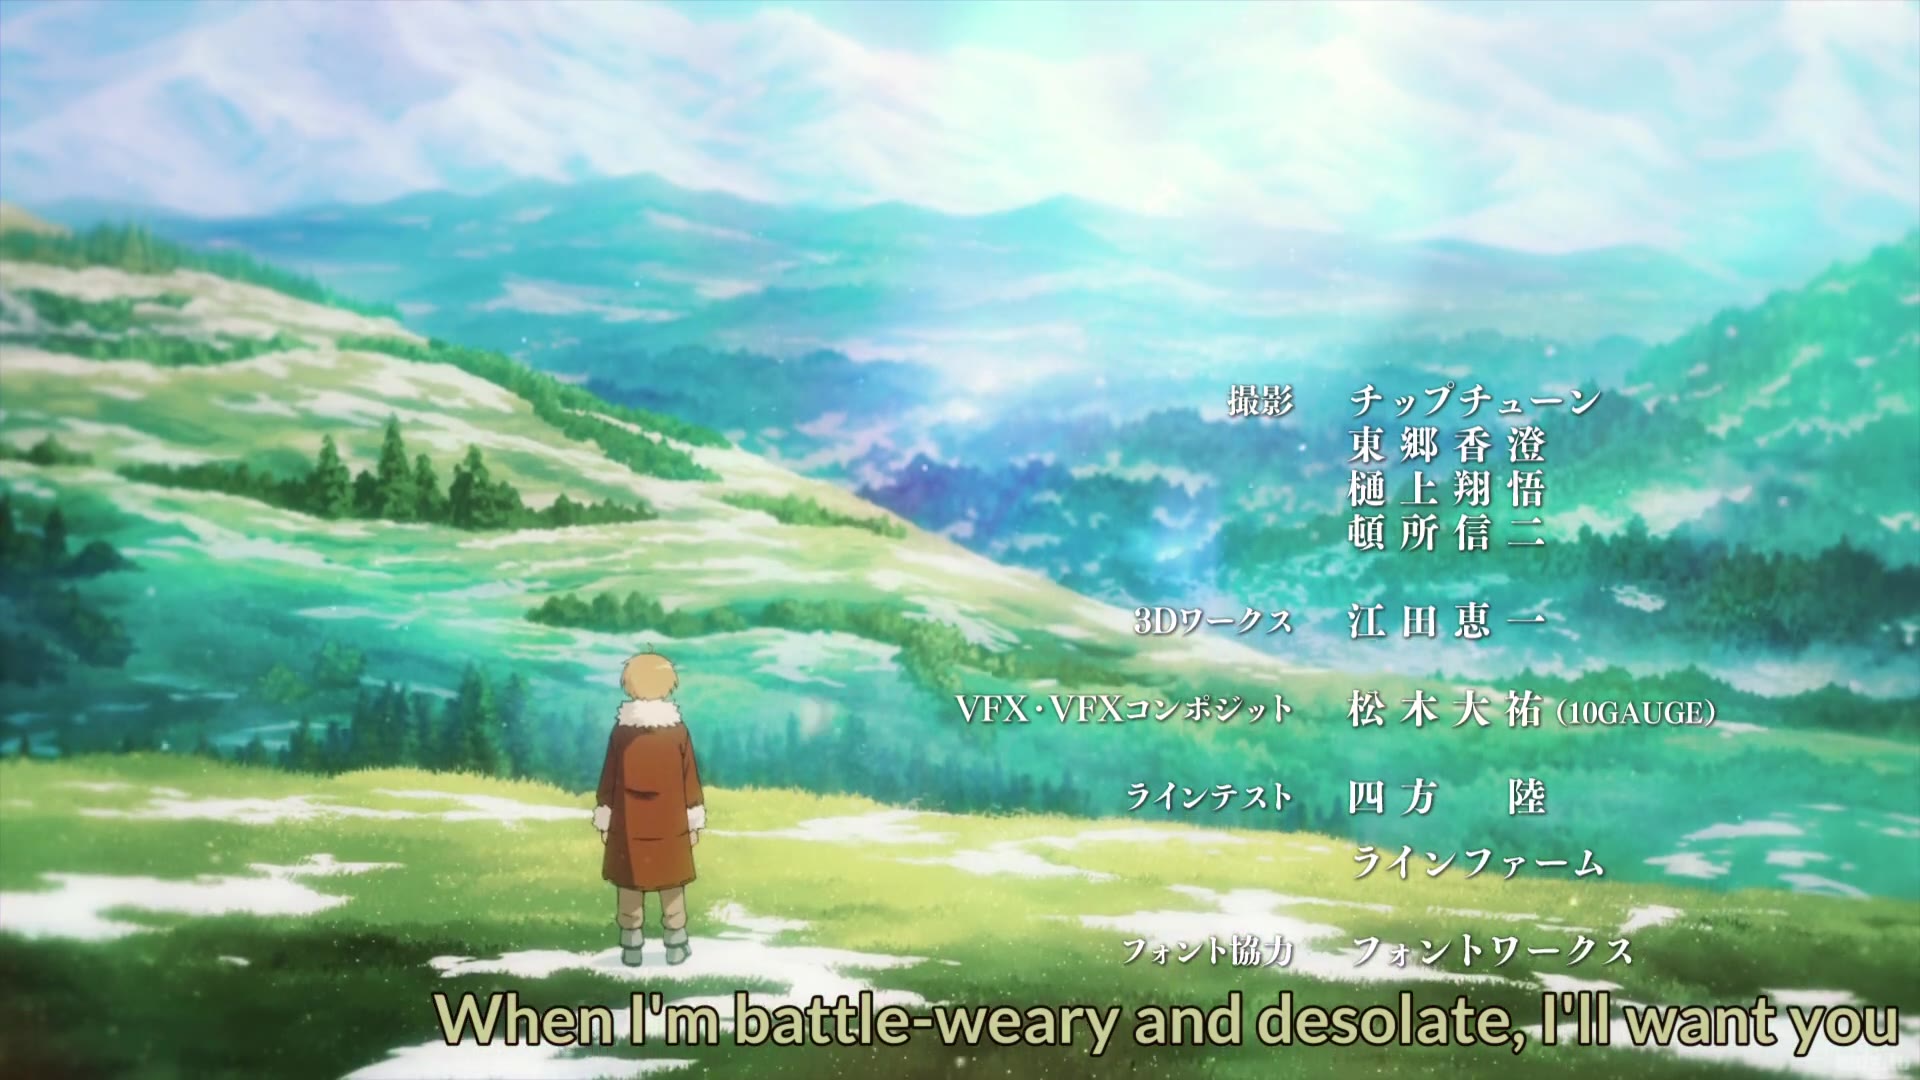 撮影 チップチューン
東郷香澄
樋上翔悟
頓所信二
3Dワークス 江田恵一
VFX・VFXコンポジット 松木大祐(10GAUGE)
ラインテスト 四方 陸
ラインファーム
フォント協力 フォントワークス
When I'm battle-weary and desolate, I'll want you